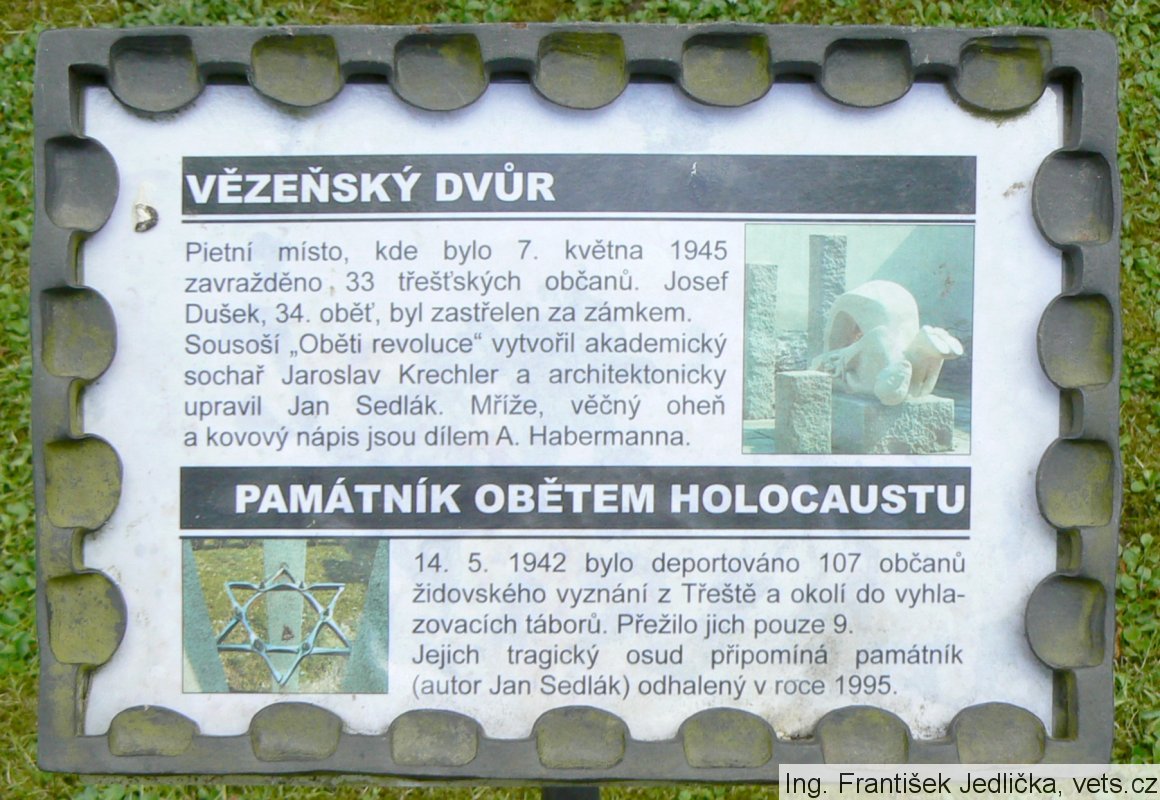 VĚZEŇSKÝ DVŮR
Pietní místo, kde bylo 7. května 1945
zavražděno 33 třešťských občanů. Josef
Dušek, 34. oběť, byl zastřelen za zámkem.
Sousoší „Oběti revoluce“ vytvořil akademický
sochař Jaroslav Krechler a architektonicky
upravil Jan Sedlák. Mříže, věčný oheň
a kovový nápis jsou dílem A. Habermanna.
PAMÁTNÍK OBĚTEM HOLOCAUSTU
14. 5. 1942 bylo deportováno 107 občanů
židovského vyznání z Třeště a okolí do vyhla-
zovacích táborů. Přežilo jich pouze 9.
Jejich tragický osud připomíná památník
(autor Jan Sedlák) odhalený v roce 1995.
Ing. František Jedlička, vets.cz